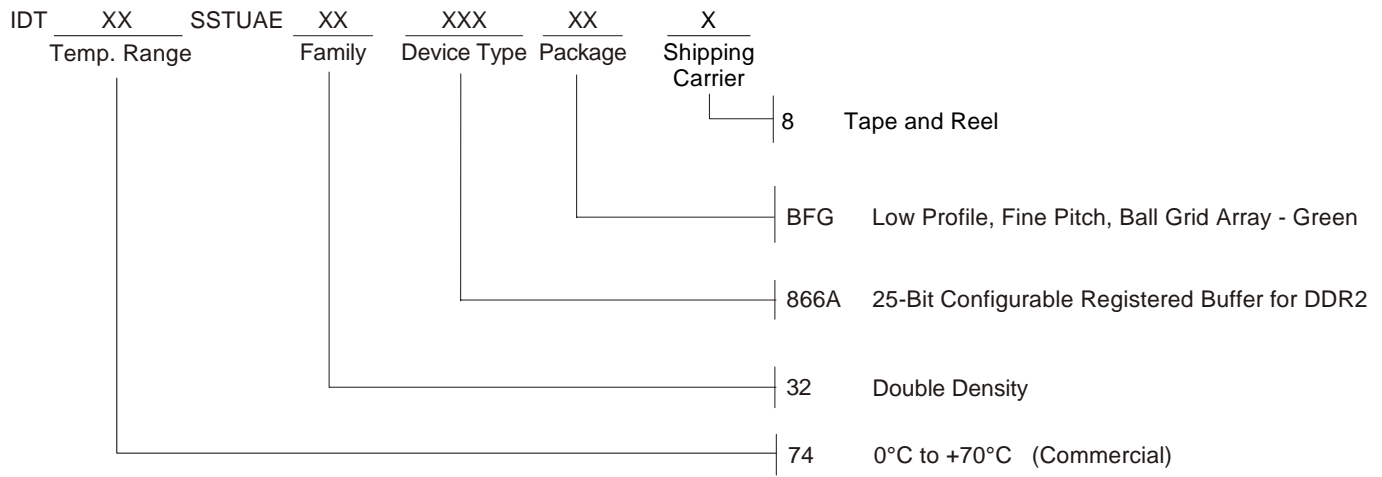 IDT XX SSTUAE XX XXX XX X
Temp. Range Family Device Type Package Shipping
Carrier
8 Tape and Reel
BFG Low Profile, Fine Pitch, Ball Grid Array - Green
866A 25-Bit Configurable Registered Buffer for DDR2
32 Double Density
74 0°C to +70°C (Commercial)